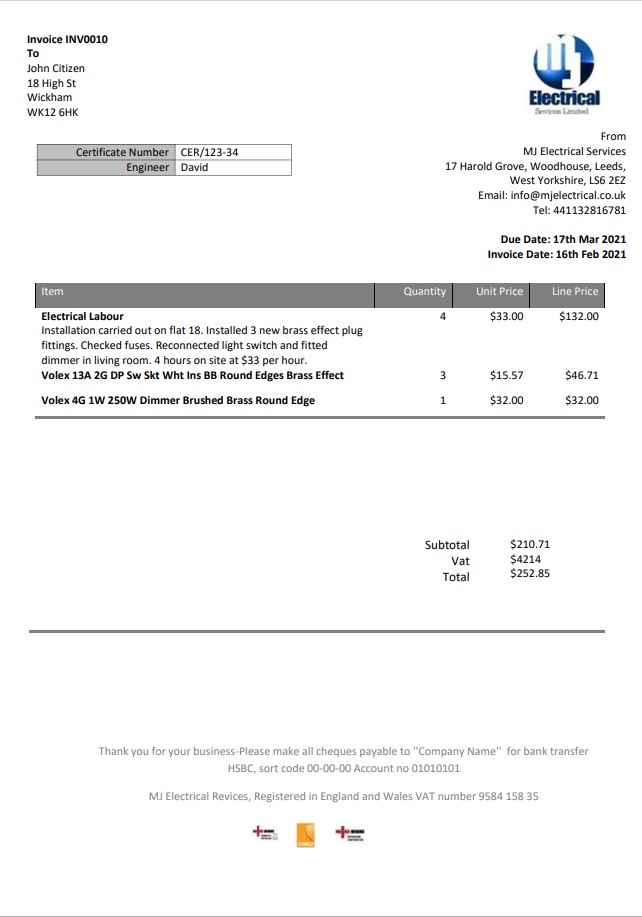 Invoice INV0010
To
John Citizen
18 High St
Wickham
WK12 6HK
Electrical
Sevices Limited
Certificate Number CER/123-34
Engineer David
From
MJ Electrical Services
17 Harold Grove, Woodhouse, Leeds,
West Yorkshire, LS6 2EZ
Email: info@mjelectrical.co.uk
Tel: 441132816781
Due Date: 17th Mar 2021
Invoice Date: 16th Feb 2021
Item Quantity Unit Price Line Price
Electrical Labour 4 $33.00 $132.00
Installation carried out on flat 18. Installed 3 new brass effect plug
fittings. Checked fuses. Reconnected light switch and fitted
dimmer in living room. 4 hours on site at $33 per hour.
Volex 13A 2G DP Sw Skt Wht Ins BB Round Edges Brass Effect 3 $15.57 $46.71
Volex 4G 1W 250W Dimmer Brushed Brass Round Edge 1 $32.00 $32.00
Subtotal $210.71
Vat $4214
Total $252.85
Thank you for your business-Please make all cheques payable to "Company Name" for bank transfer
HSBC, sort code 00-00-00 Account no 01010101
MJ Electrical Revices, Registered in England and Wales VAT number 9584 158 35